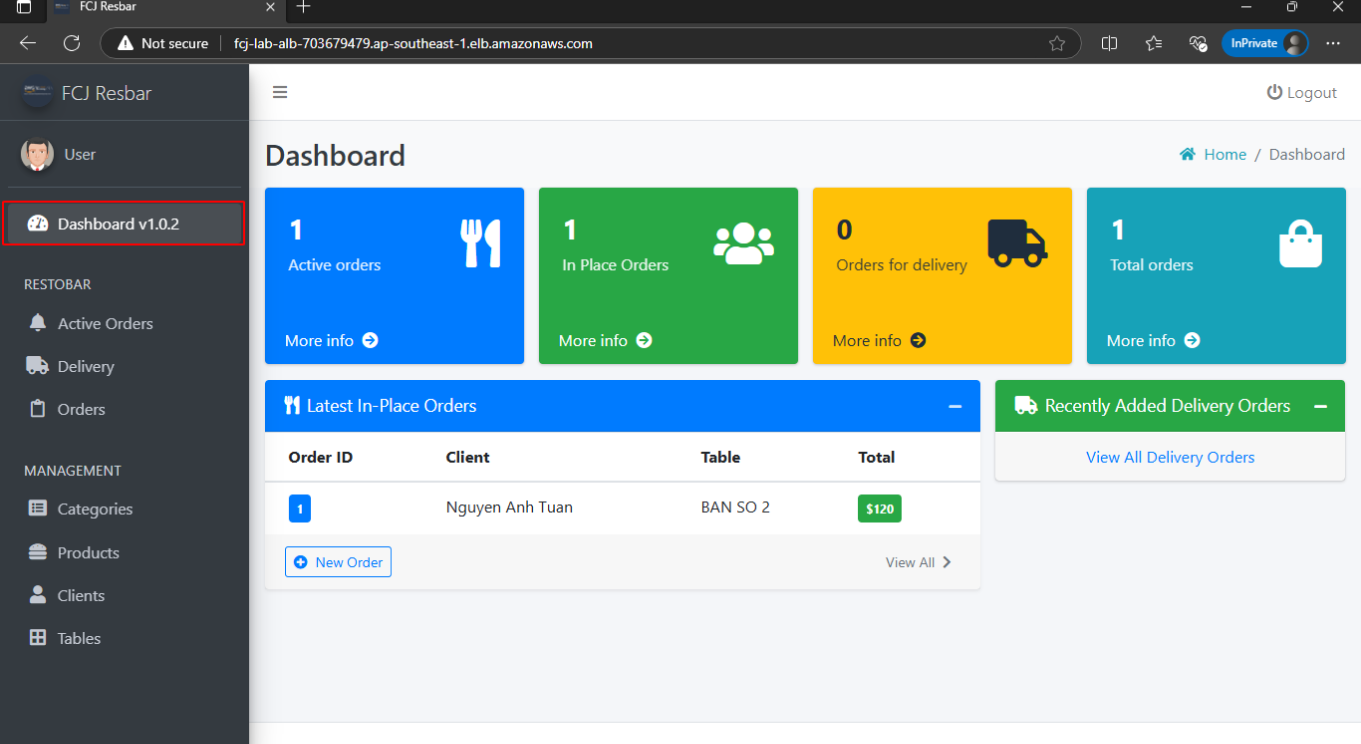 FCJ Resbar
Not secure fcj-lab-alb-703679479.ap-southeast-1.elb.amazonaws.com InPrivate
FCJ Resbar
Logout
User
Dashboard
Home / Dashboard
Dashboard v1.0.2
1
Active orders
More info
1
In Place Orders
More info
0
Orders for delivery
More info
1
Total orders
More info
RESTOBAR
Active Orders
Delivery
Orders
MANAGEMENT
Categories
Products
Clients
Tables
Latest In-Place Orders
Order ID Client Table Total
1 Nguyen Anh Tuan BAN SO 2 $120
New Order View All
Recently Added Delivery Orders
View All Delivery Orders